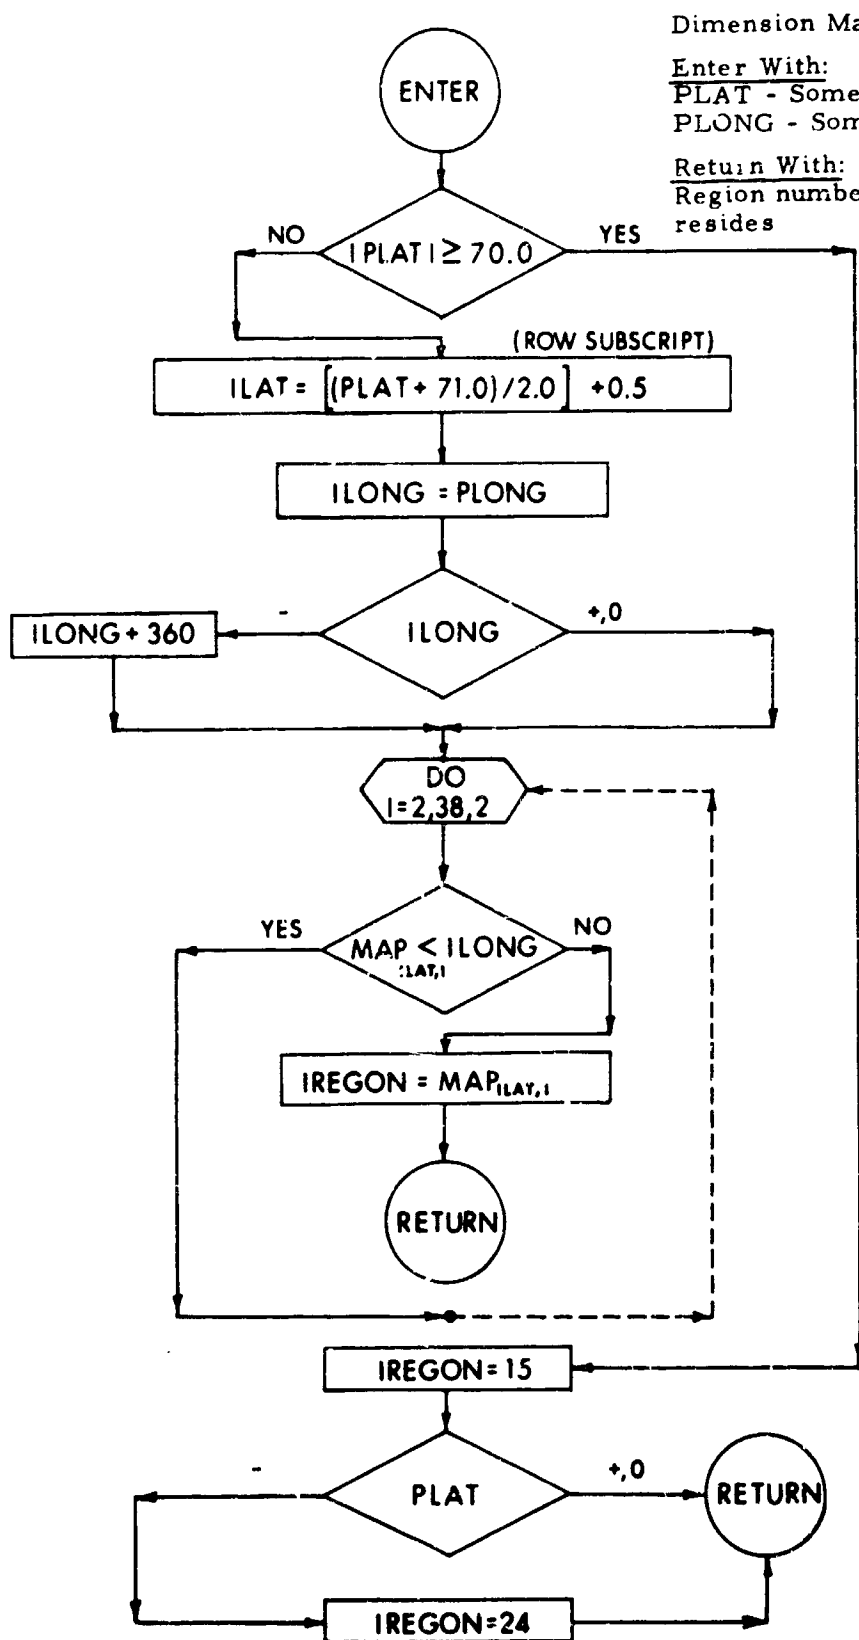 Dimension Ma
Enter With:
PLAT - Some
PLONG - Som
Return With:
Region numbe
resides
ENTER
|PLAT| ≥ 70.0
NO
YES
(ROW SUBSCRIPT)
ILAT = [(PLAT + 71.0)/2.0] +0.5
ILONG = PLONG
ILONG
-
+,0
ILONG + 360
DO
I=2,38,2
MAP < ILONG
ILAT,I
YES
NO
IREGON = MAP ILAT,I
RETURN
IREGON = 15
PLAT
-
+,0
RETURN
IREGON=24